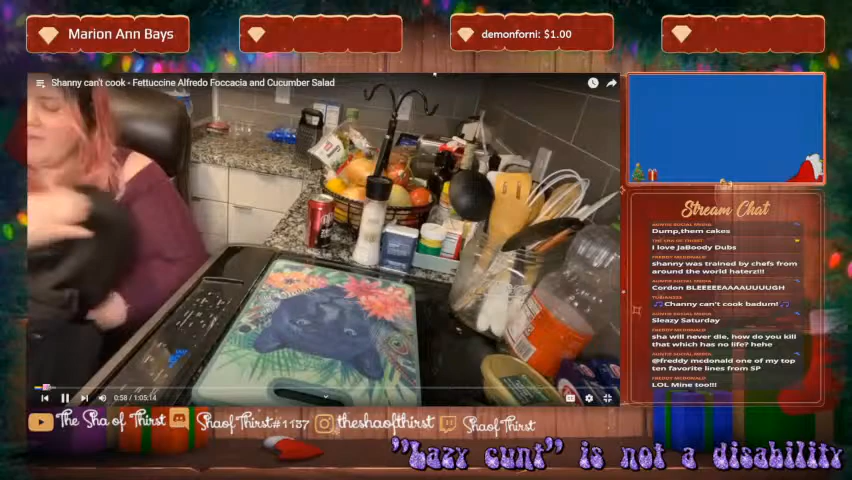 Marion Ann Bays
demonforni: $1.00
Shanny can't cook - Fettuccine Alfredo Foccacia and Cucumber Salad
Stream Chat
Dump,them cakes
I love JaBoody Dubs
shanny was trained by chefs from
around the world haterz!!!
Cordon BLEEEEEAAAAUUUUGH
🎵Channy can't cook badum!🎵
Sleazy Saturday
sha will never die, how do you kill
that which has no life? hehe
@freddy mcdonald one of my top
ten favorite lines from SP
LOL Mine too!!!
0:58 / 1:05:14
The Sha of Thirst
Shaof Thirst#1137
theshaofthirst
Shaof Thirst
"Lazy cunt" is not a disability